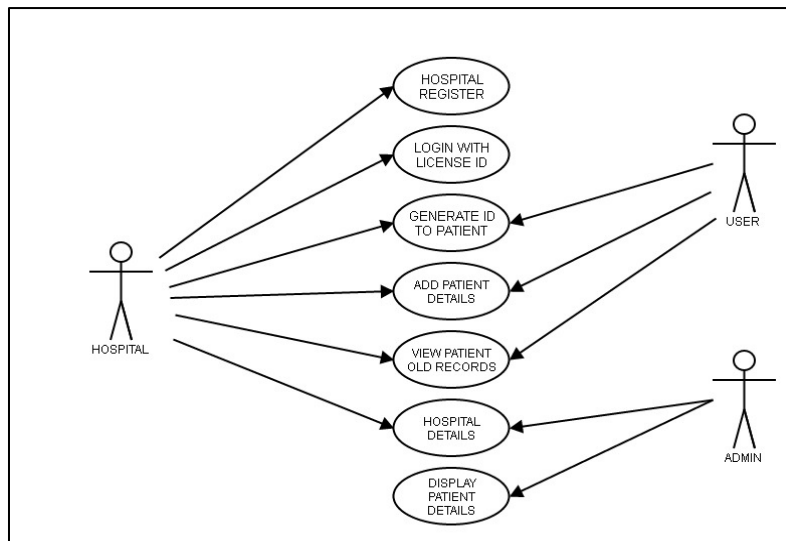 HOSPITAL
REGISTER
LOGIN WITH
LICENSE ID
GENERATE ID
TO PATIENT
USER
ADD PATIENT
DETAILS
HOSPITAL
VIEW PATIENT
OLD RECORDS
HOSPITAL
DETAILS
ADMIN
DISPLAY
PATIENT
DETAILS